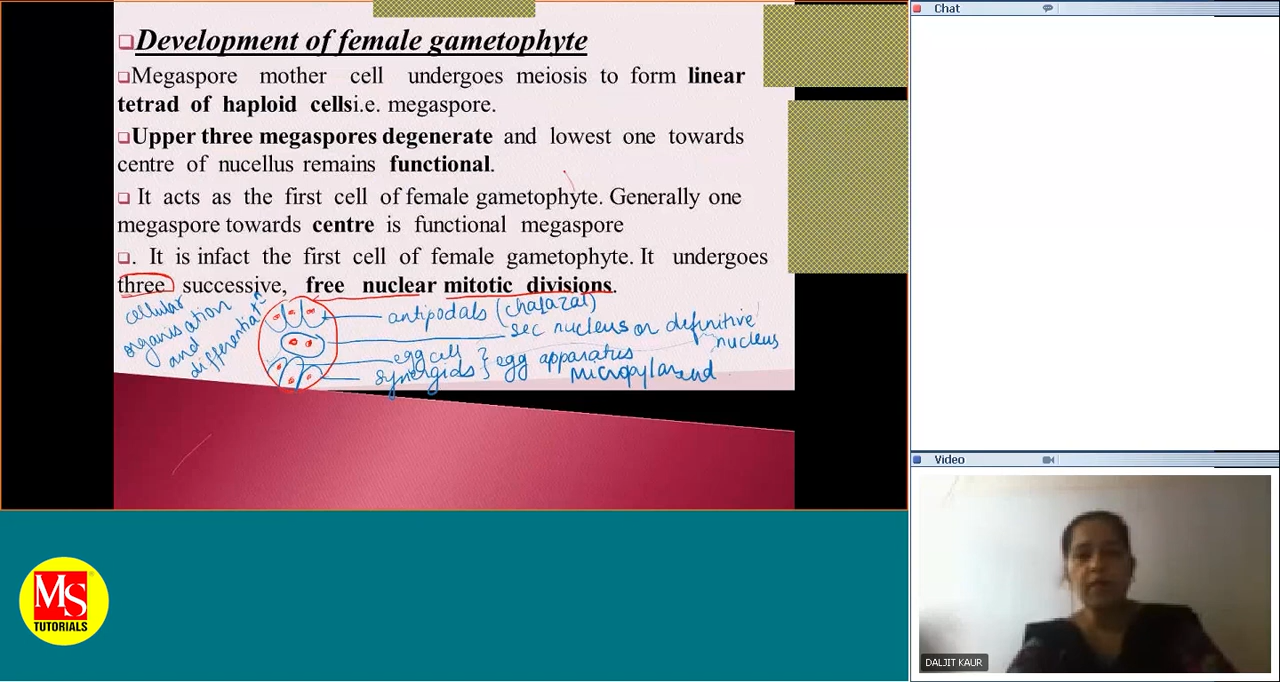 Development of female gametophyte
Megaspore mother cell undergoes meiosis to form linear
tetrad of haploid cellsi.e. megaspore.
Upper three megaspores degenerate and lowest one towards
centre of nucellus remains functional.
It acts as the first cell of female gametophyte. Generally one
megaspore towards centre is functional megaspore
. It is infact the first cell of female gametophyte. It undergoes
three successive, free nuclear mitotic divisions.
cellular
organisation
and
differentiatn
antipodals (chalazal)
sec nucleus or definitive
nucleus
egg cell
synergids
egg apparatus
micropylar end
MS
TUTORIALS
Chat
Video
DALJIT KAUR